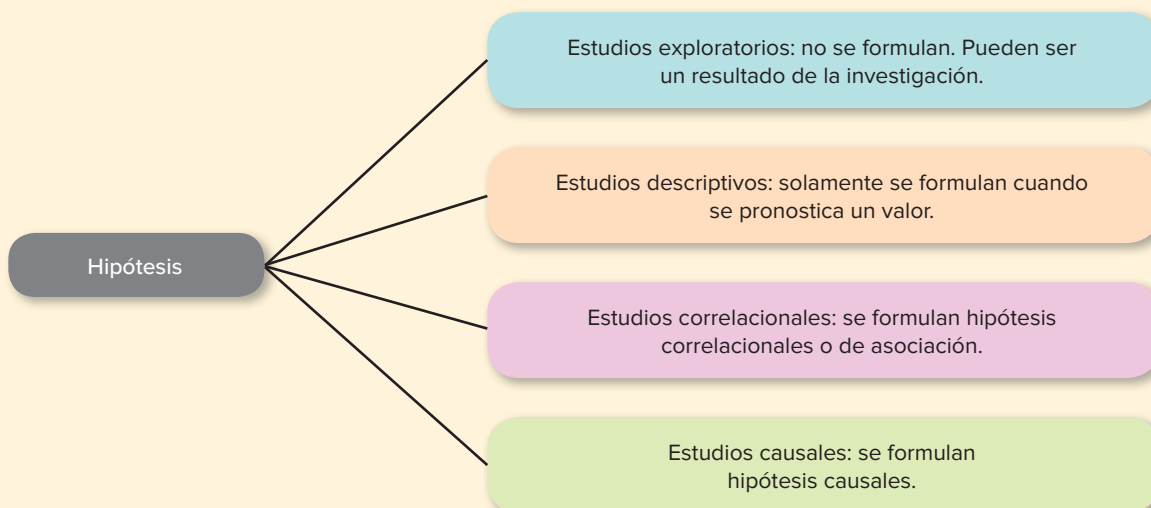 Estudios exploratorios: no se formulan. Pueden ser
un resultado de la investigación.
Estudios descriptivos: solamente se formulan cuando
se pronostica un valor.
Hipótesis
Estudios correlacionales: se formulan hipótesis
correlacionales o de asociación.
Estudios causales: se formulan
hipótesis causales.